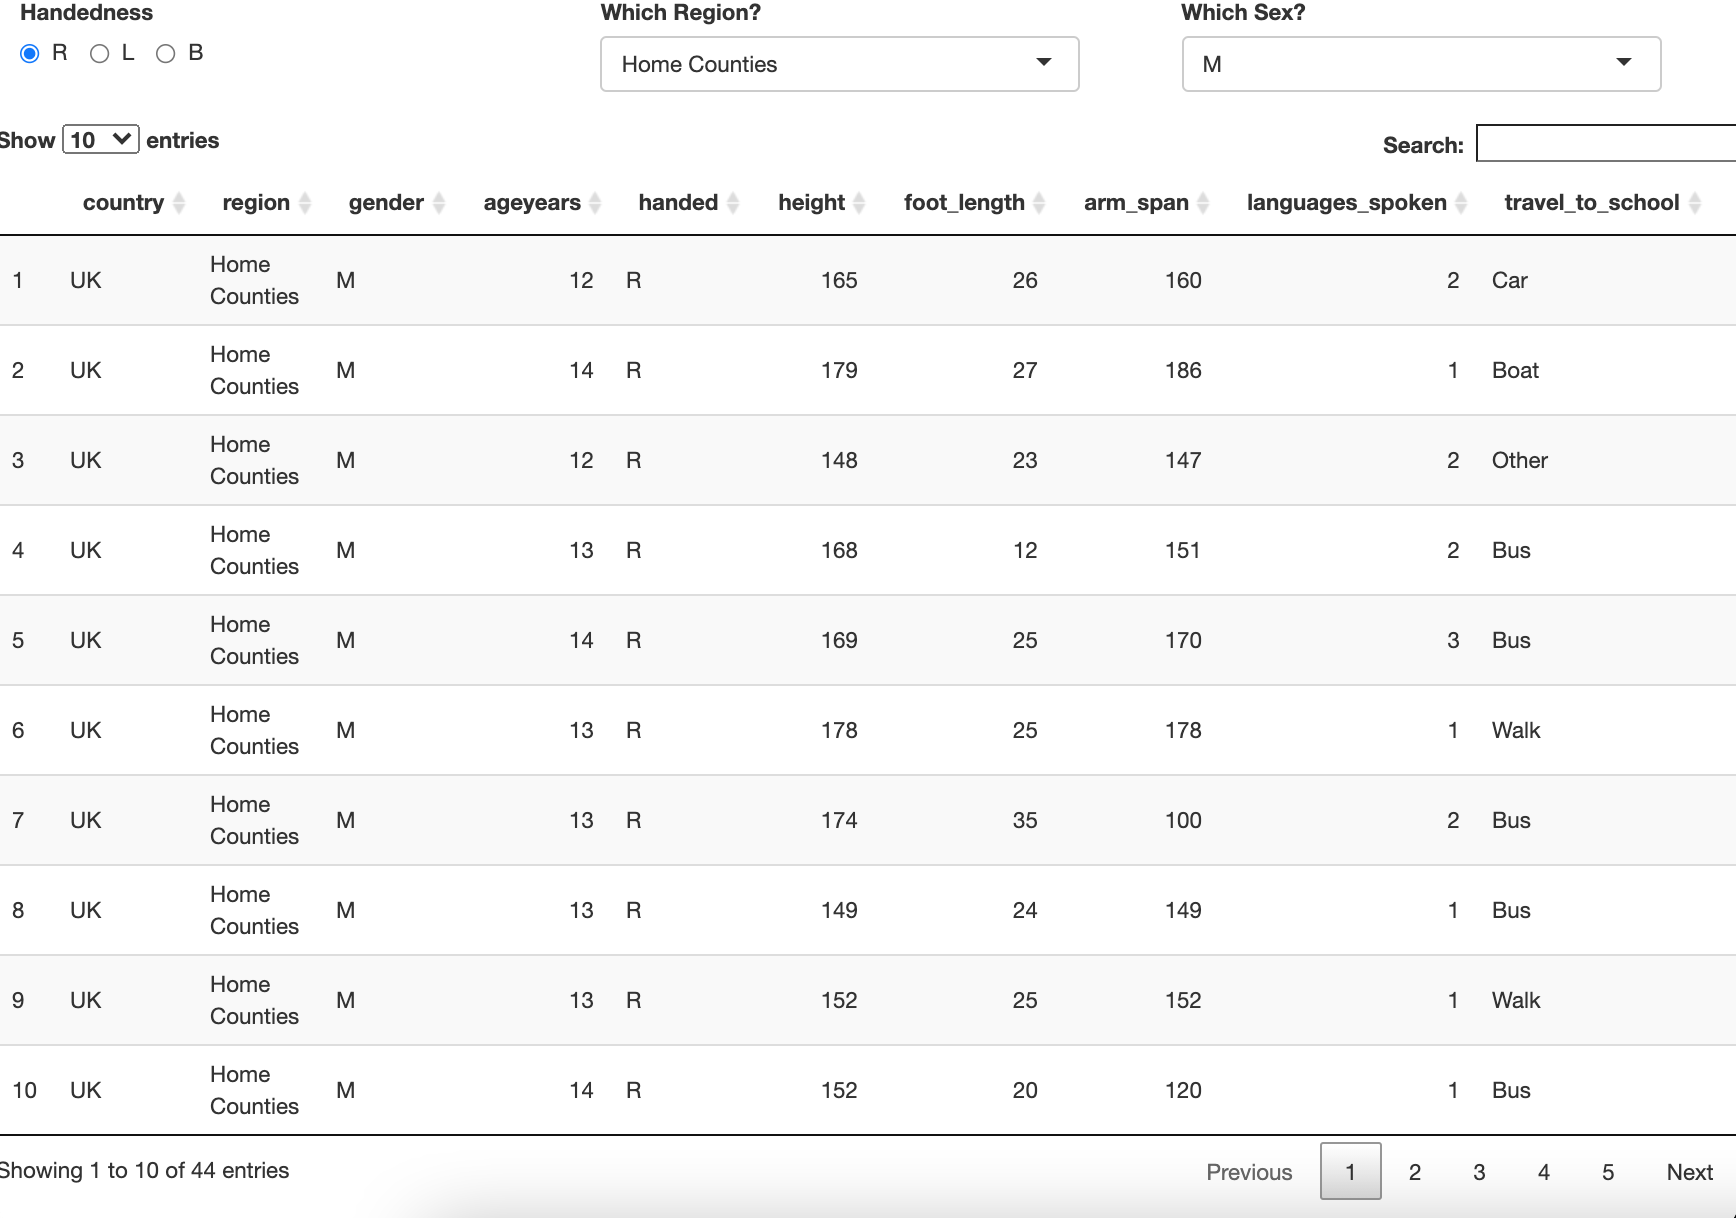 Handedness Which Region? Which Sex?
R L B Home Counties M
Show 10 entries Search:
country region gender ageyears handed height foot_length arm_span languages_spoken travel_to_school
1 UK Home Counties M 12 R 165 26 160 2 Car
2 UK Home Counties M 14 R 179 27 186 1 Boat
3 UK Home Counties M 12 R 148 23 147 2 Other
4 UK Home Counties M 13 R 168 12 151 2 Bus
5 UK Home Counties M 14 R 169 25 170 3 Bus
6 UK Home Counties M 13 R 178 25 178 1 Walk
7 UK Home Counties M 13 R 174 35 100 2 Bus
8 UK Home Counties M 13 R 149 24 149 1 Bus
9 UK Home Counties M 13 R 152 25 152 1 Walk
10 UK Home Counties M 14 R 152 20 120 1 Bus
Showing 1 to 10 of 44 entries Previous 1 2 3 4 5 Next